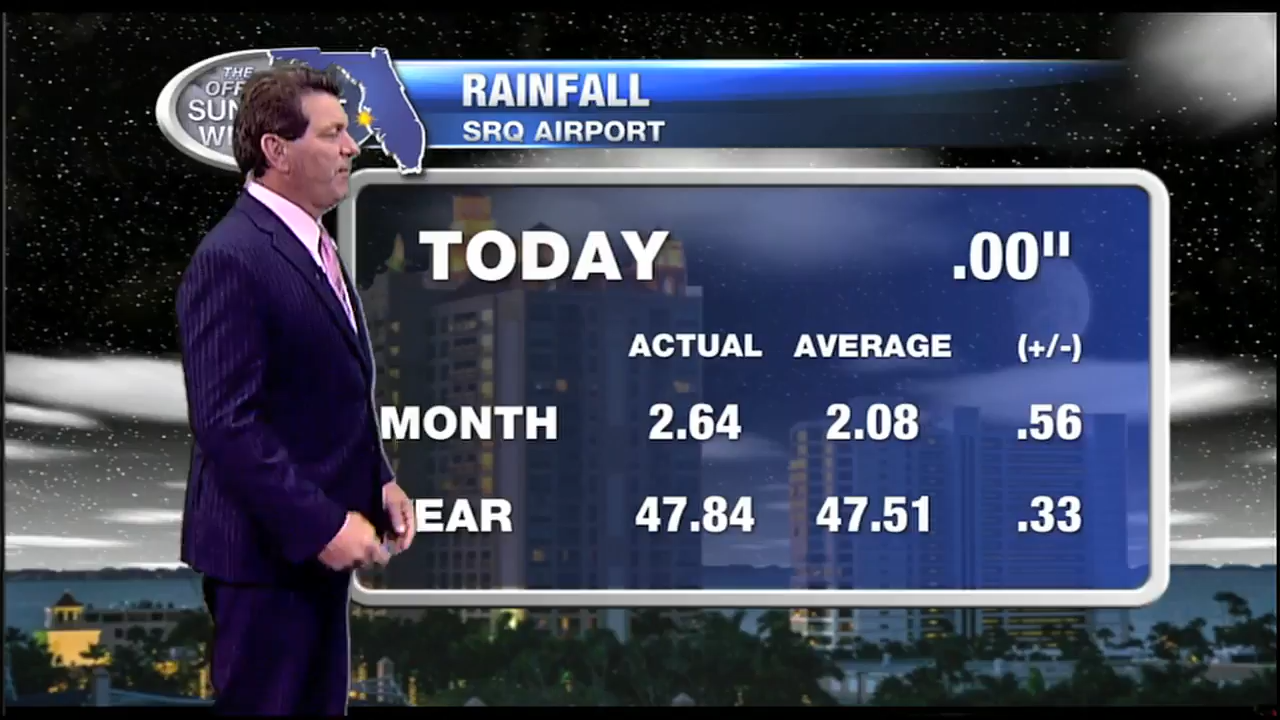 THE
RAINFALL
SRQ AIRPORT
TODAY .00"
ACTUAL AVERAGE (+/-)
MONTH 2.64 2.08 .56
EAR 47.84 47.51 .33